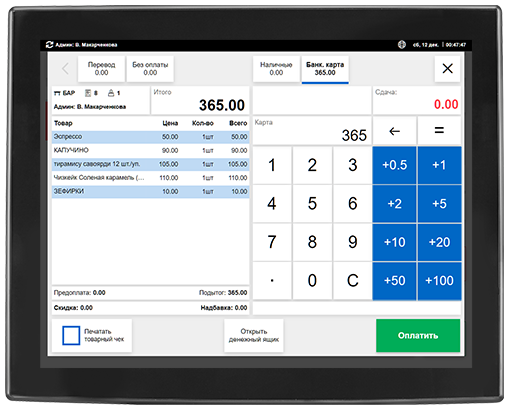 Админ: В. Макарченкова
сб, 12 дек. | 00:47:47
Перевод
0.00
Без оплаты
0.00
Наличные
0.00
Банк. карта
365.00
БАР 8 1
Админ: В. Макарченкова
Итого
365.00
Сдача:
0.00
Товар Цена Кол-во Всего
Эспрессо 50.00 1шт 50.00
КАПУЧИНО 90.00 1шт 90.00
тирамису савоярди 12 шт./уп. 105.00 1шт 105.00
Чизкейк Соленая карамель (... 110.00 1шт 110.00
ЗЕФИРКИ 10.00 1шт 10.00
Карта
365
← =
1 2 3 +0.5 +1
4 5 6 +2 +5
7 8 9 +10 +20
. 0 C +50 +100
Предоплата: 0.00 Подытог: 365.00
Скидка: 0.00 Надбавка: 0.00
Печатать
товарный чек
Открыть
денежный ящик
Оплатить